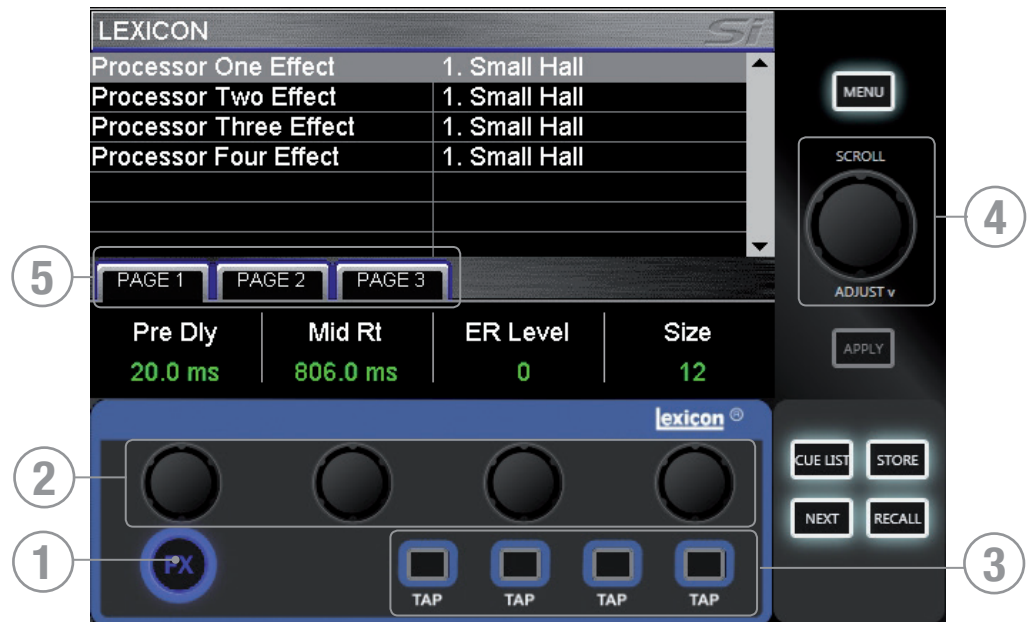 LEXICON Si
Processor One Effect 1. Small Hall
Processor Two Effect 1. Small Hall
Processor Three Effect 1. Small Hall
Processor Four Effect 1. Small Hall
PAGE 1 PAGE 2 PAGE 3
Pre Dly Mid Rt ER Level Size
20.0 ms 806.0 ms 0 12
MENU
SCROLL
ADJUST v
APPLY
lexicon ®
FX
TAP TAP TAP TAP
CUE LIST STORE
NEXT RECALL
5
4
2
1
3